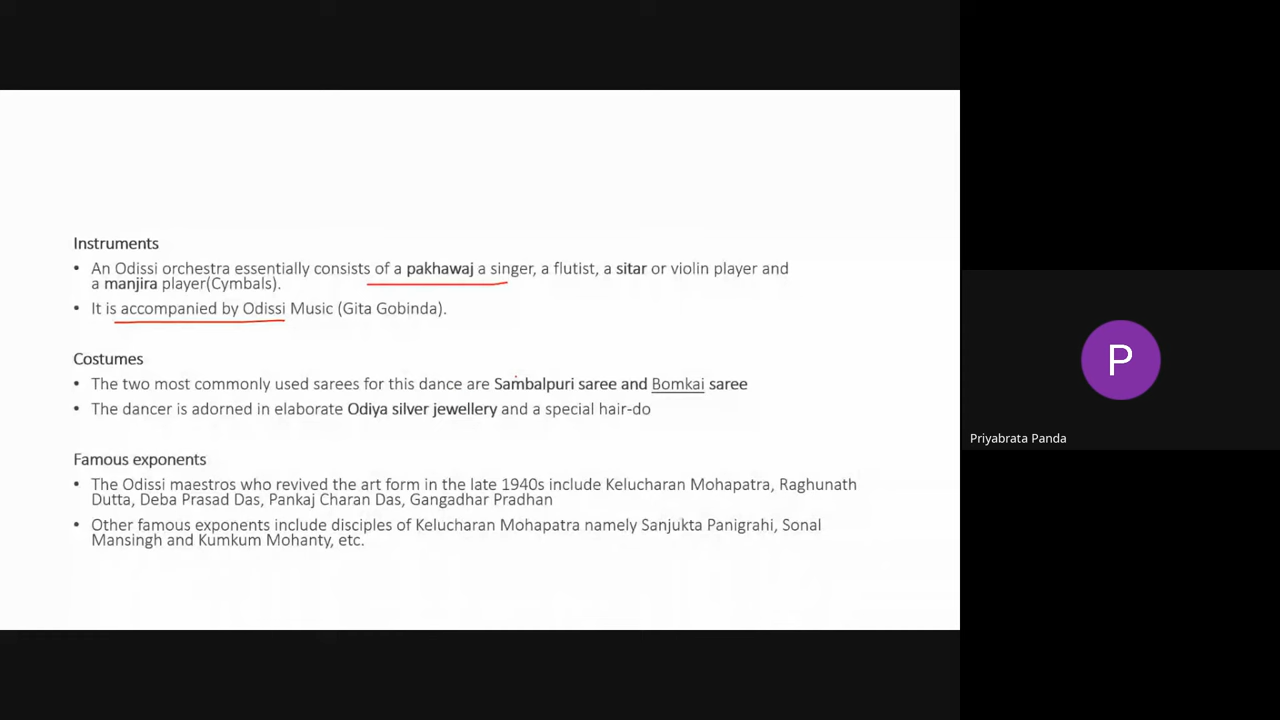 Instruments
• An Odissi orchestra essentially consists of a pakhawaj a singer, a flutist, a sitar or violin player and
a manjira player(Cymbals).
• It is accompanied by Odissi Music (Gita Gobinda).
Costumes
• The two most commonly used sarees for this dance are Sambalpuri saree and Bomkai saree
• The dancer is adorned in elaborate Odiya silver jewellery and a special hair-do
Famous exponents
• The Odissi maestros who revived the art form in the late 1940s include Kelucharan Mohapatra, Raghunath
Dutta, Deba Prasad Das, Pankaj Charan Das, Gangadhar Pradhan
• Other famous exponents include disciples of Kelucharan Mohapatra namely Sanjukta Panigrahi, Sonal
Mansingh and Kumkum Mohanty, etc.
P
Priyabrata Panda